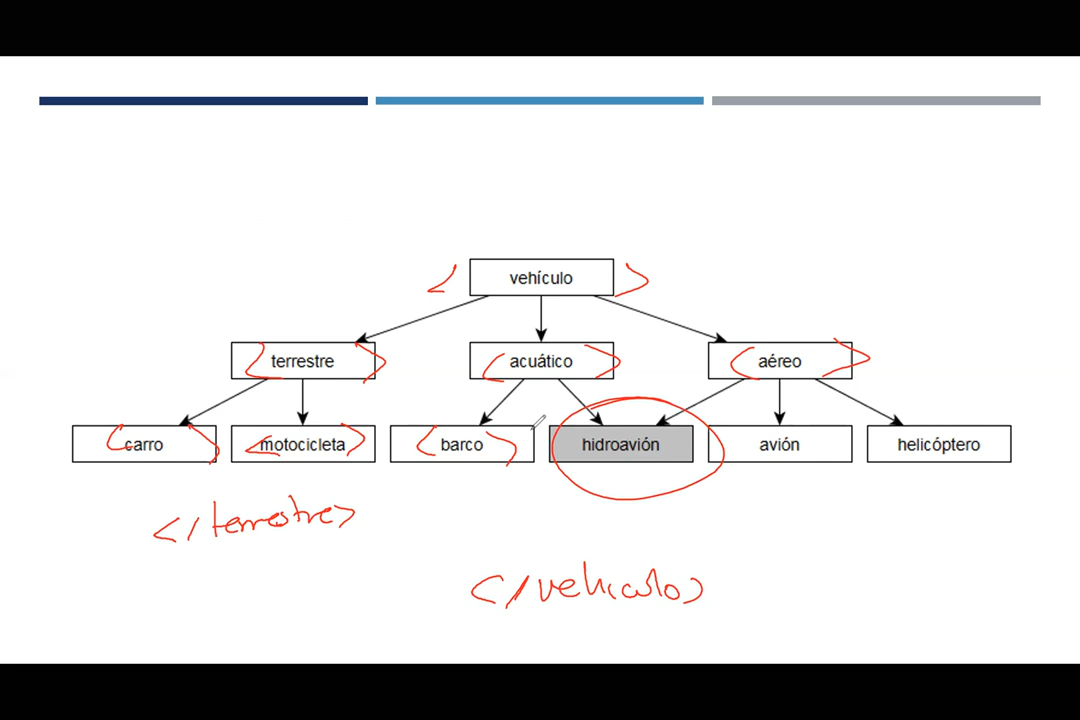 < vehículo >
<terrestre> <acuático> <aéreo>
<carro> <motocicleta> <barco> hidroavión avión helicóptero
</terrestre>
</vehiculo>